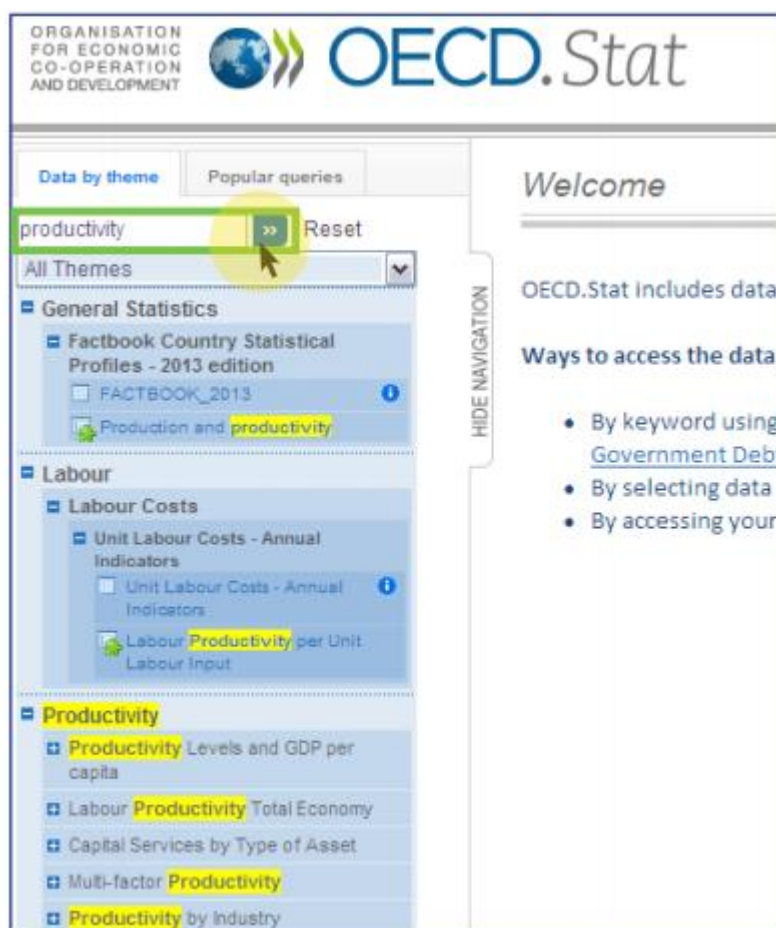 ORGANISATION
FOR ECONOMIC
CO-OPERATION
AND DEVELOPMENT
OECD.Stat
Data by theme
Popular queries
productivity
Reset
All Themes
General Statistics
Factbook Country Statistical
Profiles - 2013 edition
FACTBOOK_2013
Production and productivity
Labour
Labour Costs
Unit Labour Costs - Annual
Indicators
Unit Labour Costs - Annual
Indicators
Labour Productivity per Unit
Labour Input
Productivity
Productivity Levels and GDP per
capita
Labour Productivity Total Economy
Capital Services by Type of Asset
Multi-factor Productivity
Productivity by Industry
HIDE NAVIGATION
Welcome
OECD.Stat includes data
Ways to access the data
• By keyword using
Government Deb
• By selecting data
• By accessing your